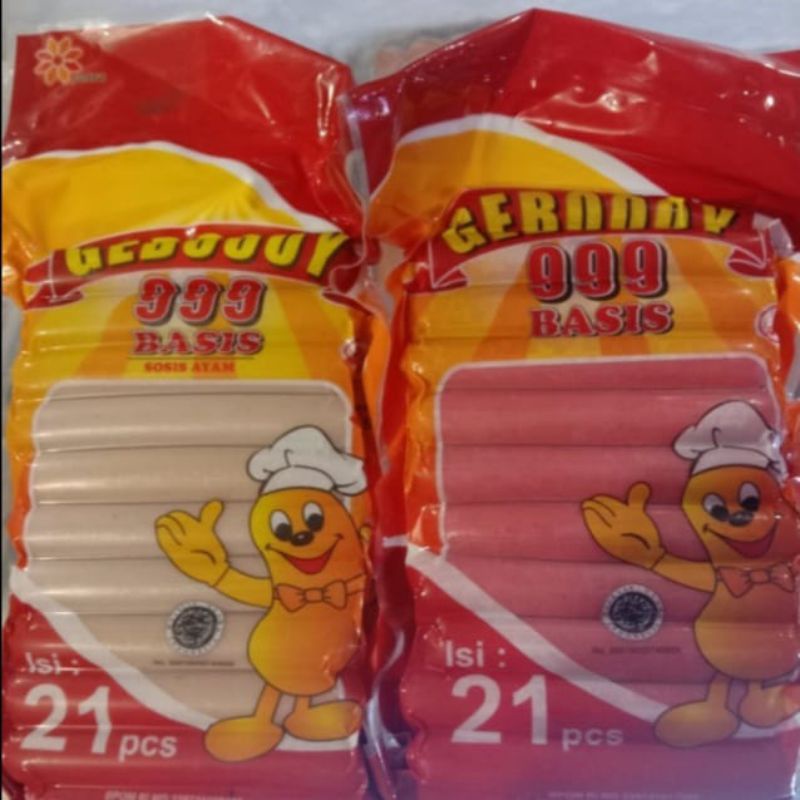 GEBOOOY
999
BASIS
SOSIS AYAM
Isi :
21 pcs
GEBOOOY
999
BASIS
Isi :
21 pcs